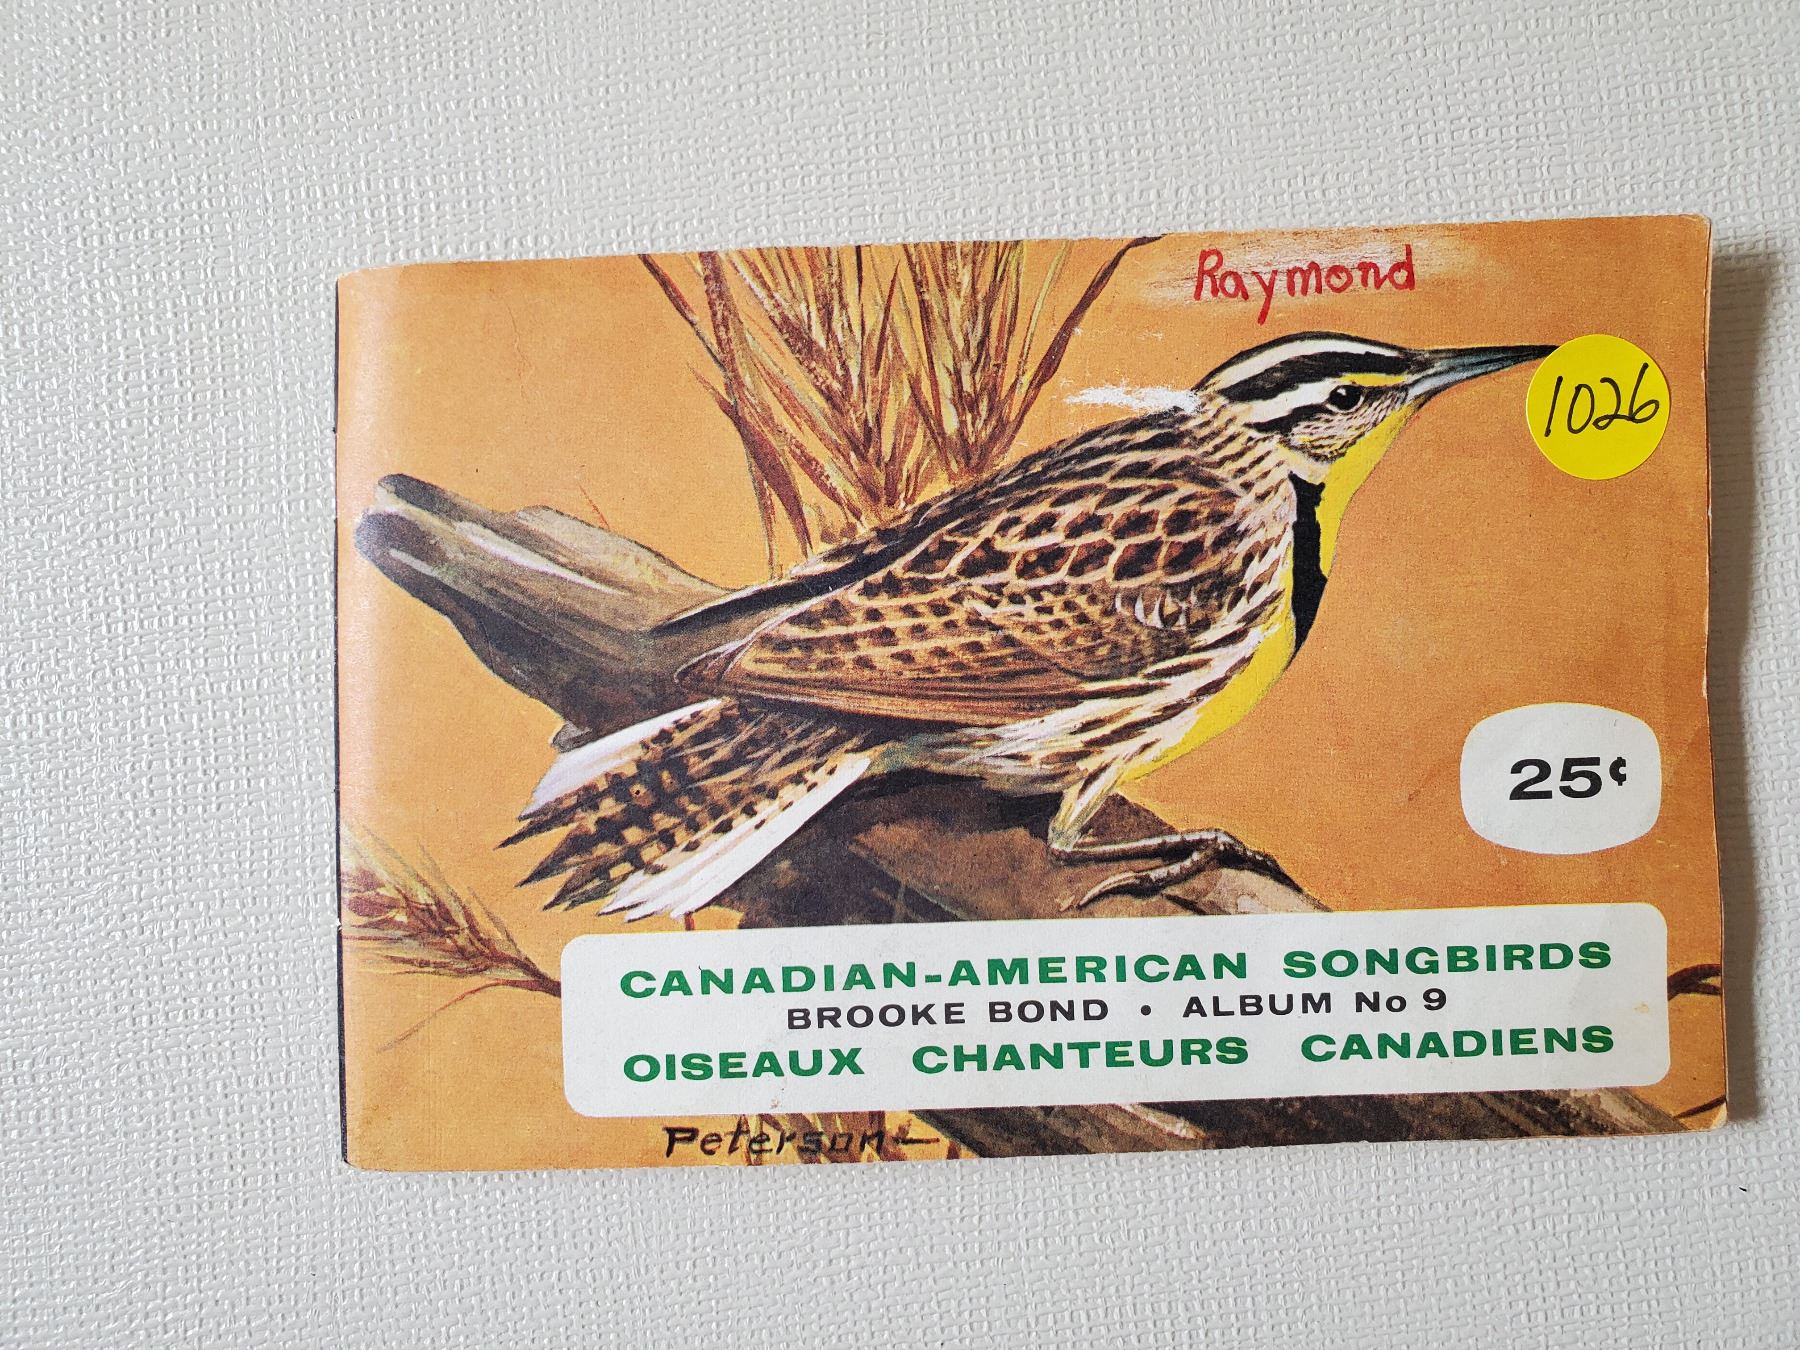 Raymond
1026
25¢
CANADIAN-AMERICAN SONGBIRDS
BROOKE BOND • ALBUM No 9
OISEAUX CHANTEURS CANADIENS
Peterson